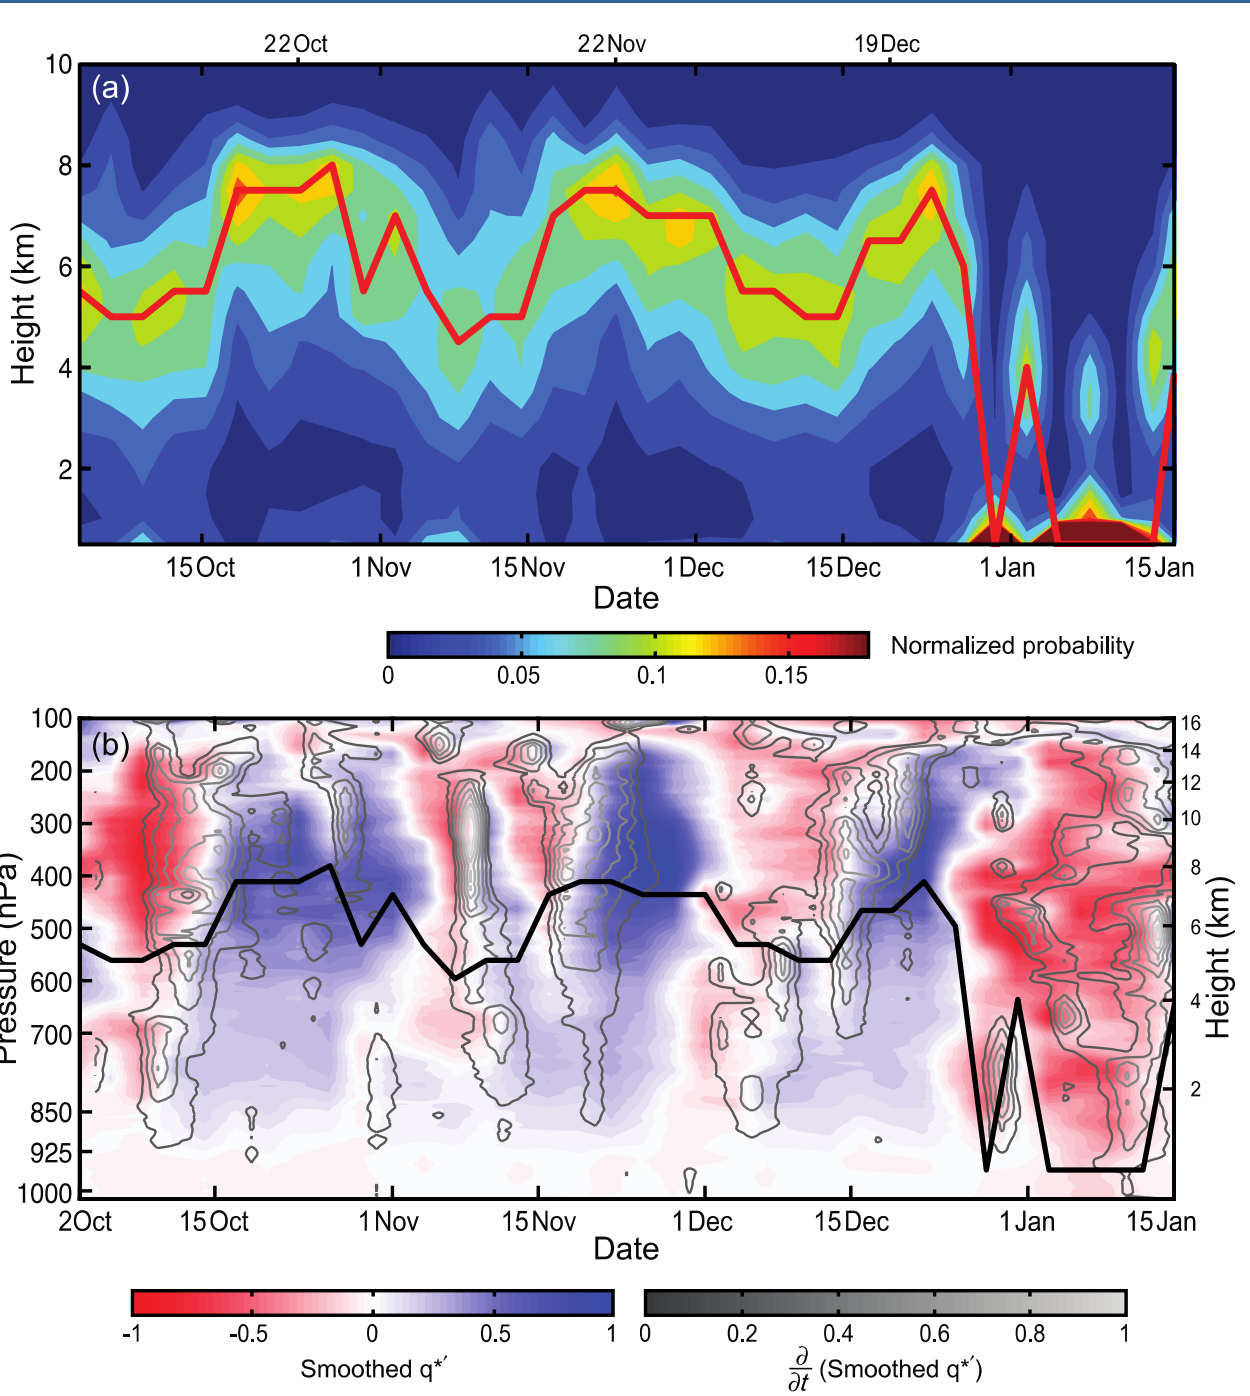 22Oct 22Nov 19Dec
(a)
10
8
6
4
2
Height (km)
15Oct 1Nov 15Nov 1Dec 15Dec 1Jan 15Jan
Date
Normalized probability
0 0.05 0.1 0.15
(b)
100
200
300
400
500
600
700
850
925
1000
Pressure (hPa)
16
14
12
10
8
6
4
2
Height (km)
2Oct 15Oct 1Nov 15Nov 1Dec 15Dec 1Jan 15Jan
Date
-1 -0.5 0 0.5 1
Smoothed q*′
0 0.2 0.4 0.6 0.8 1
∂/∂t (Smoothed q*′)